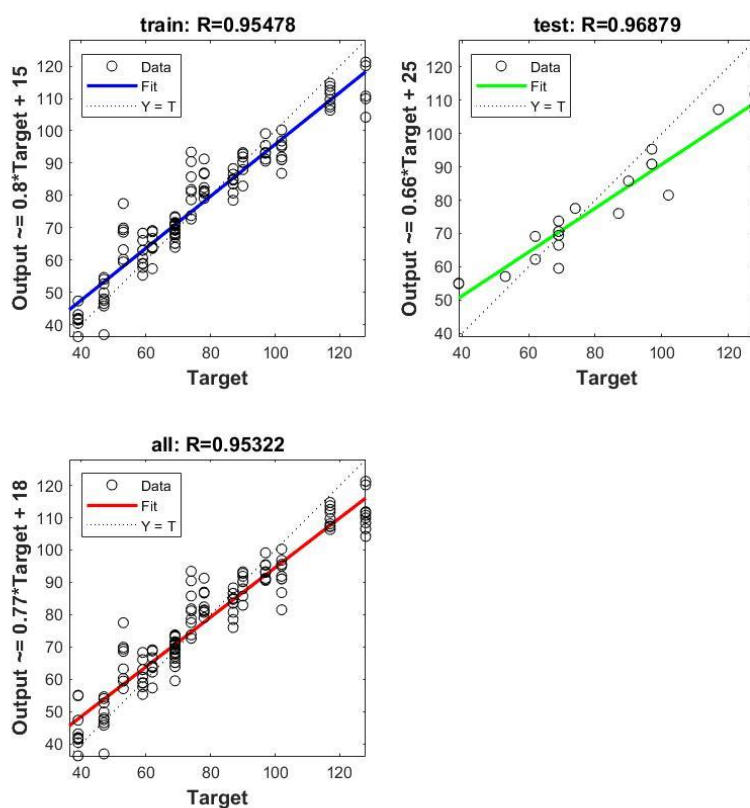 train: R=0.95478
Output ~= 0.8*Target + 15
120
110
100
90
80
70
60
50
40
Data
Fit
Y = T
40 60 80 100 120
Target
test: R=0.96879
Output ~= 0.66*Target + 25
120
110
100
90
80
70
60
50
40
Data
Fit
Y = T
40 60 80 100 120
Target
all: R=0.95322
Output ~= 0.77*Target + 18
120
110
100
90
80
70
60
50
40
Data
Fit
Y = T
40 60 80 100 120
Target